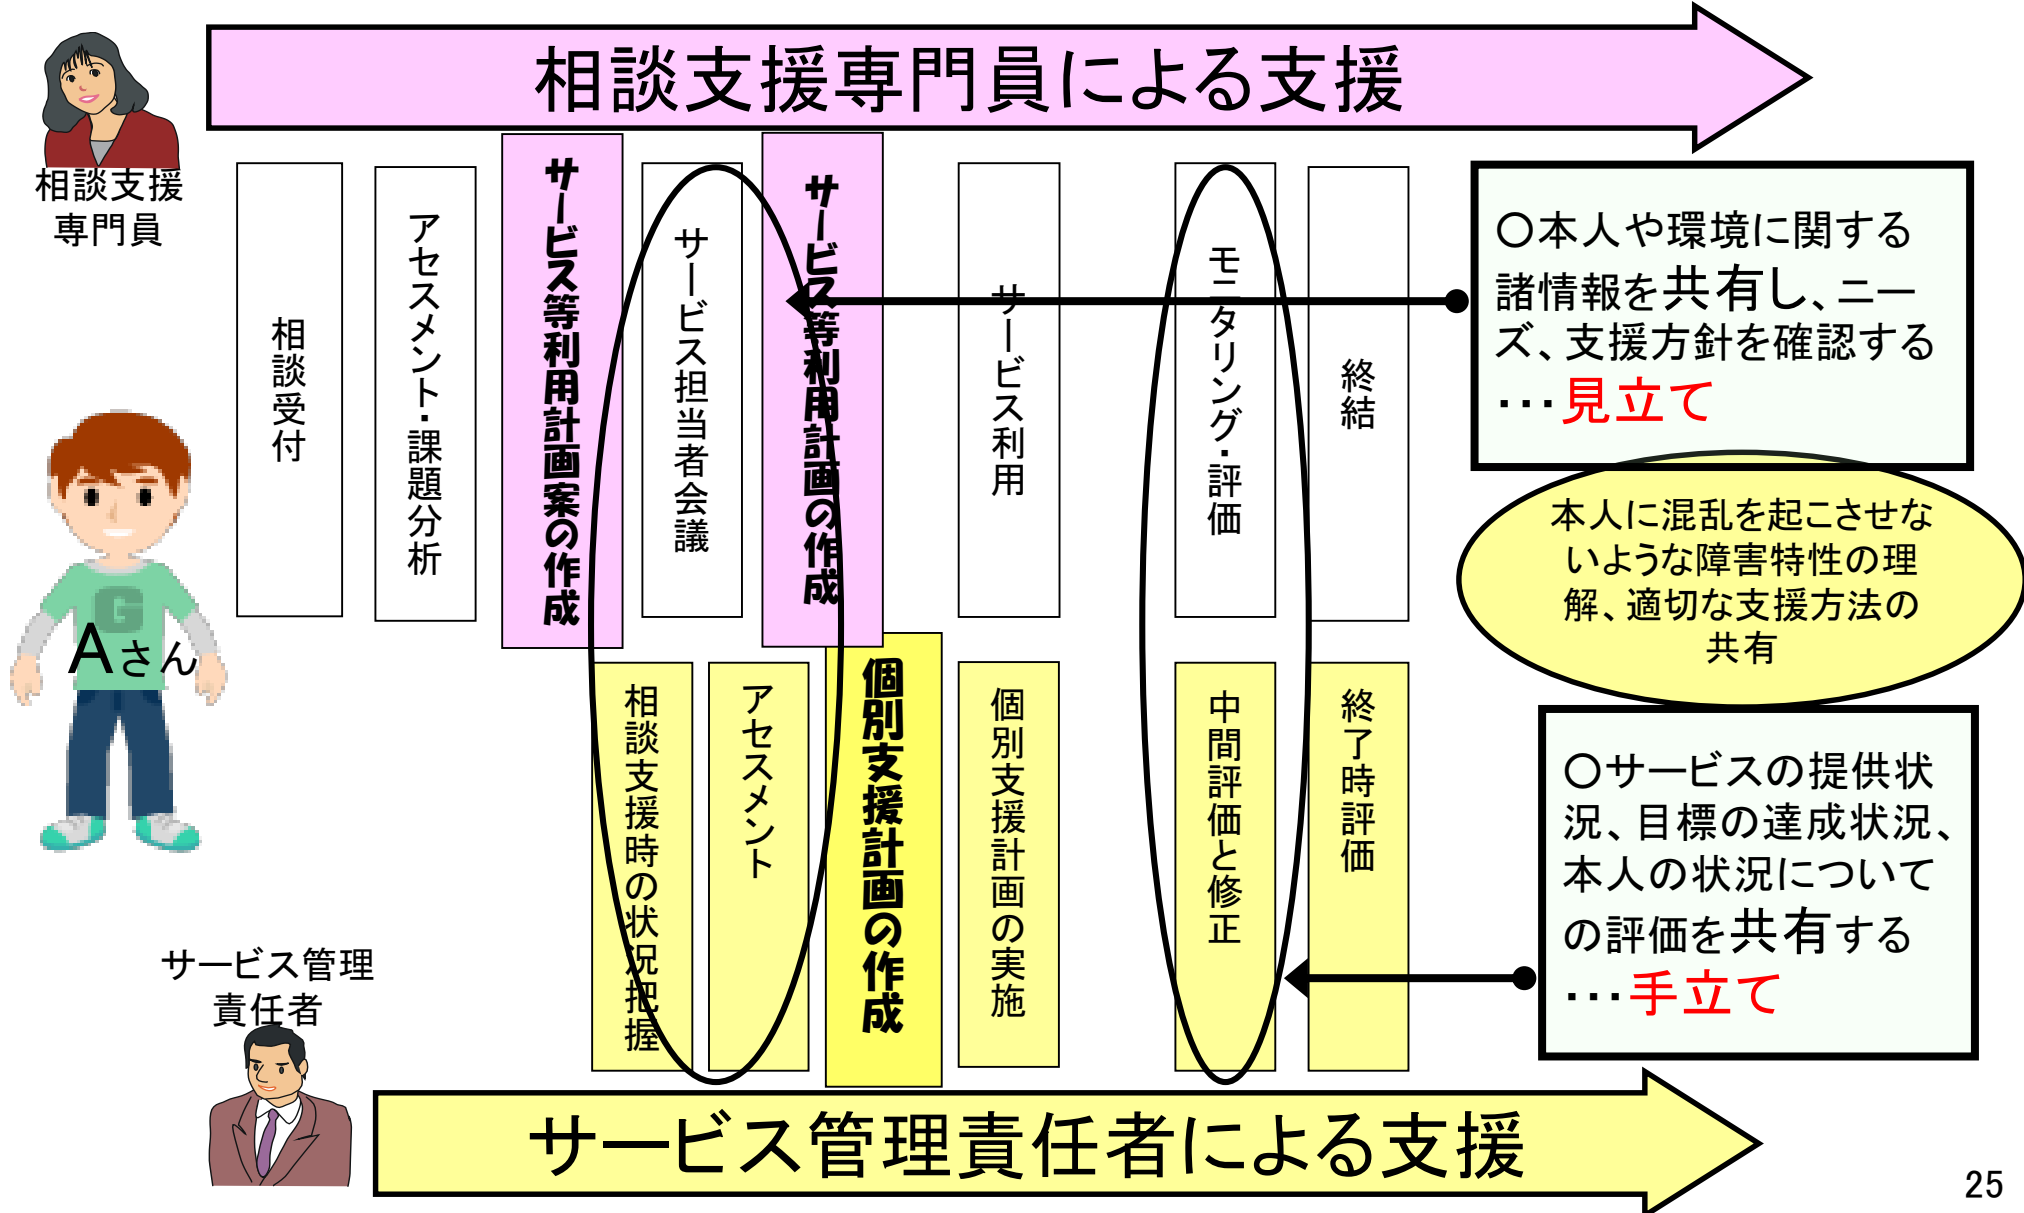 相談支援専門員による支援
相談支援
専門員
相談受付
アセスメント・課題分析
サービス等利用計画案の作成
サービス担当者会議
サービス等利用計画の作成
サービス利用
モニタリング・評価
終結
〇本人や環境に関する
諸情報を共有し、ニー
ズ、支援方針を確認する
・・・見立て
本人に混乱を起こさせな
いような障害特性の理
解、適切な支援方法の
共有
G
Aさん
相談支援時の状況把握
アセスメント
個別支援計画の作成
個別支援計画の実施
中間評価と修正
終了時評価
〇サービスの提供状
況、目標の達成状況、
本人の状況について
の評価を共有する
・・・手立て
サービス管理
責任者
サービス管理責任者による支援
25